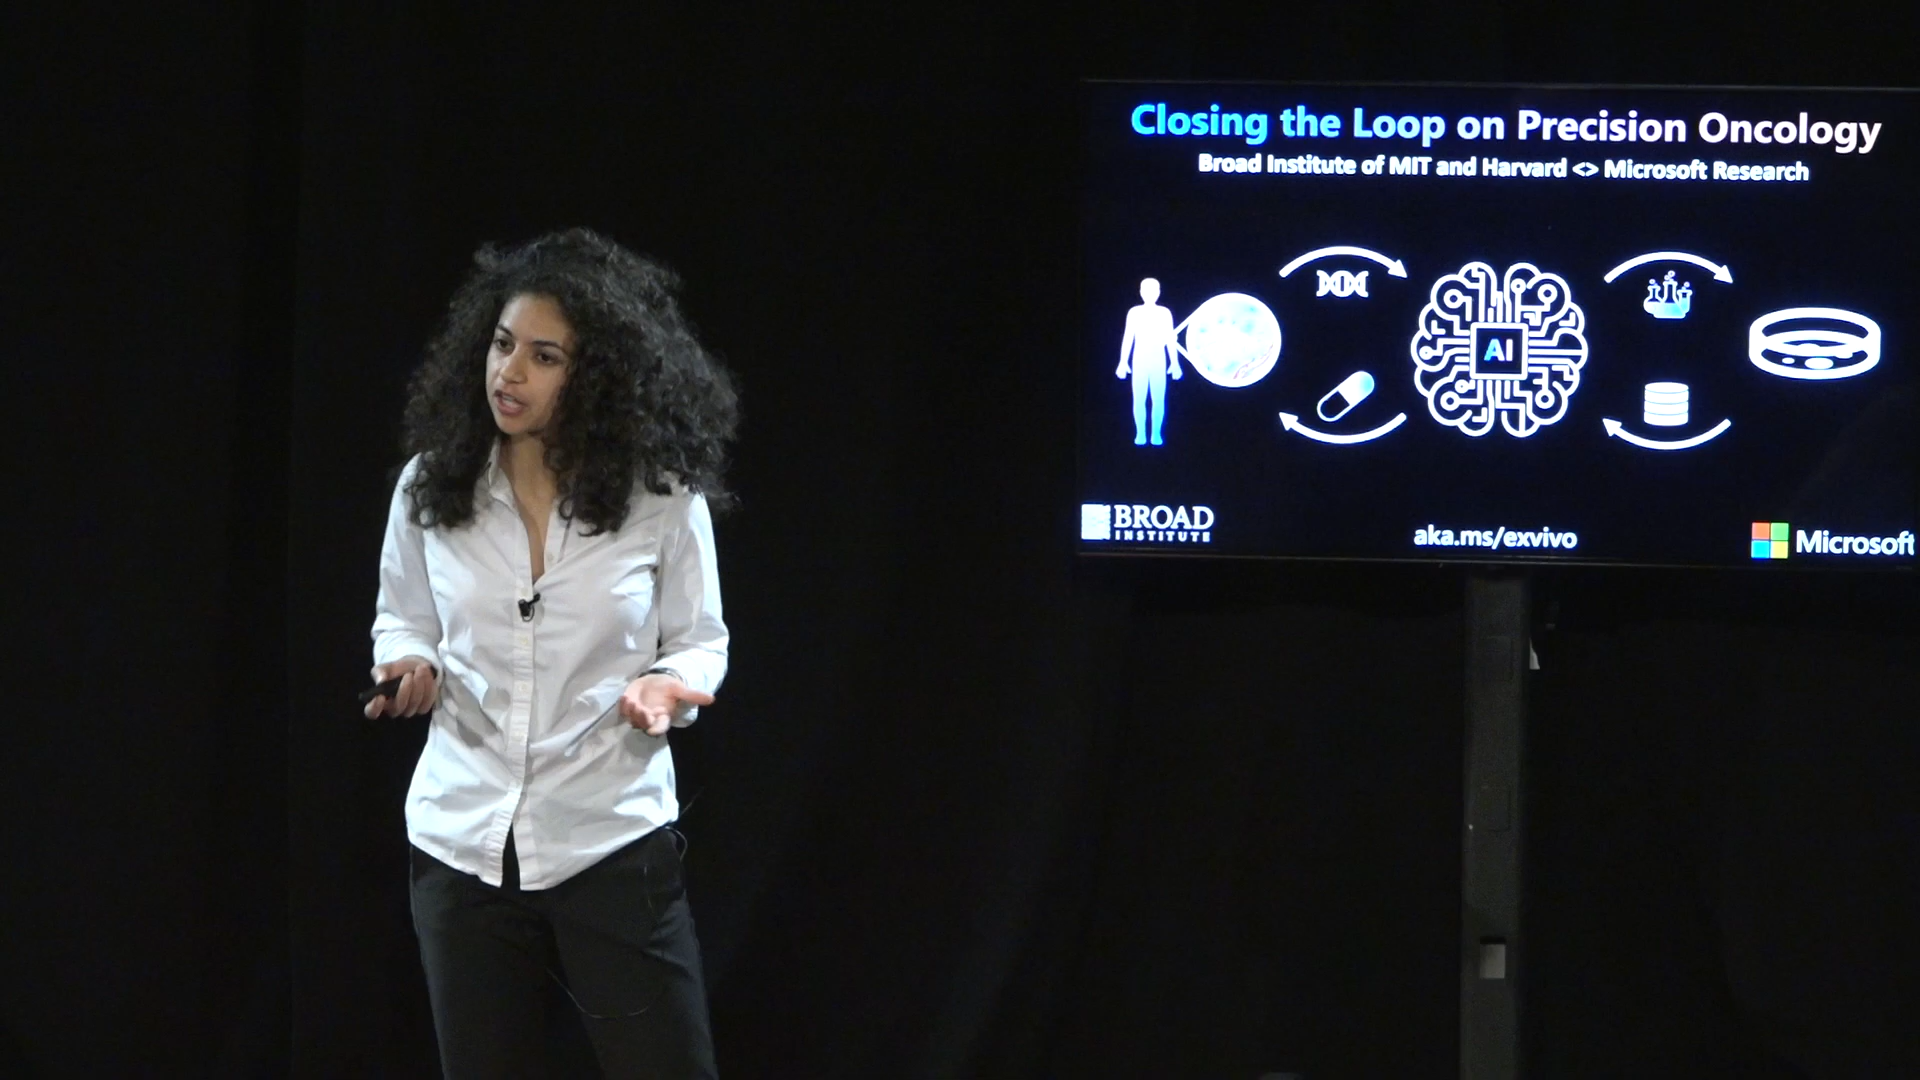 Closing the Loop on Precision Oncology
Broad Institute of MIT and Harvard <> Microsoft Research
AI
BROAD
INSTITUTE
aka.ms/exvivo
Microsoft